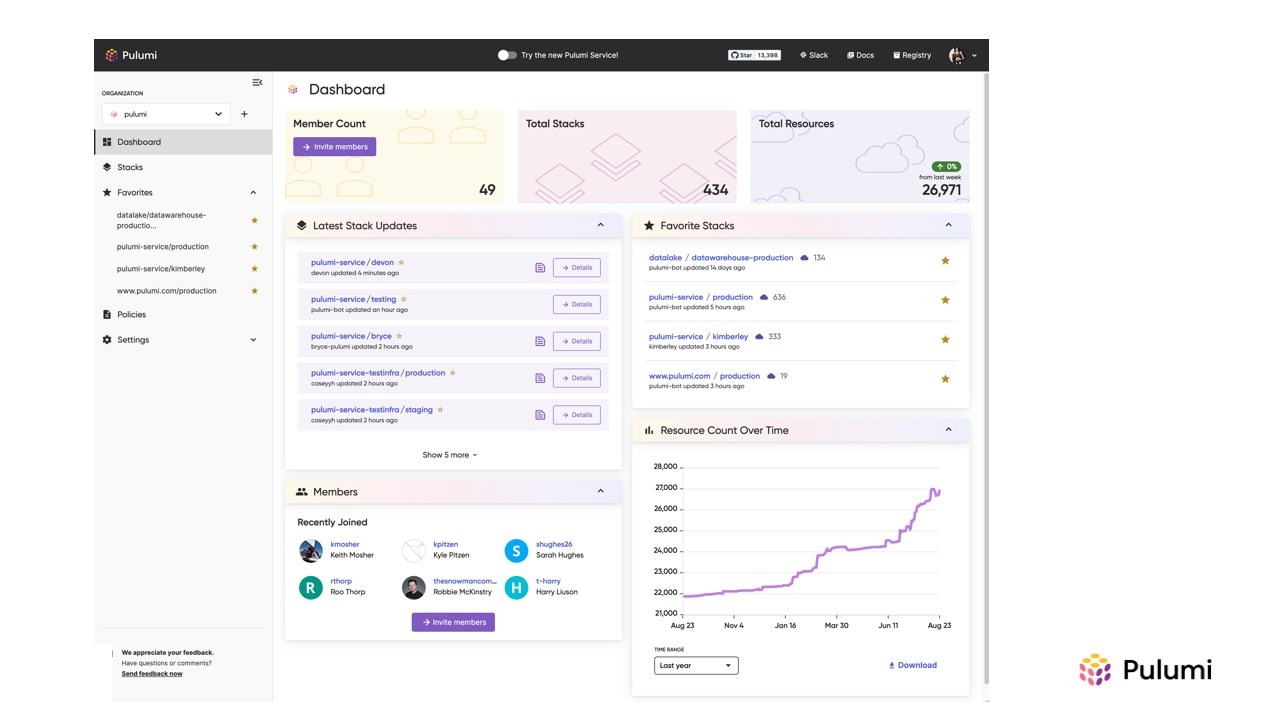 Pulumi
Try the new Pulumi Service!
Star 13,398
Slack
Docs
Registry
ORGANIZATION
pulumi
Dashboard
Stacks
Favorites
datalake/datawarehouse-
productio...
pulumi-service/production
pulumi-service/kimberley
www.pulumi.com/production
Policies
Settings
We appreciate your feedback.
Have questions or comments?
Send feedback now
Dashboard
Member Count
Invite members
49
Total Stacks
434
Total Resources
0%
from last week
26,971
Latest Stack Updates
pulumi-service/devon
devon updated 4 minutes ago
Details
pulumi-service/testing
pulumi-bot updated an hour ago
Details
pulumi-service/bryce
bryce-pulumi updated 2 hours ago
Details
pulumi-service-testinfra/production
caseyyh updated 2 hours ago
Details
pulumi-service-testinfra/staging
caseyyh updated 2 hours ago
Details
Show 5 more
Members
Recently Joined
kmosher
Keith Mosher
kpitzen
Kyle Pitzen
S
shughes26
Sarah Hughes
R
rthorp
Roo Thorp
thesnowmancom...
Robbie McKinstry
H
t-harry
Harry Liuson
Invite members
Favorite Stacks
datalake / datawarehouse-production 134
pulumi-bot updated 14 days ago
pulumi-service / production 636
pulumi-bot updated 5 hours ago
pulumi-service / kimberley 333
kimberley updated 3 hours ago
www.pulumi.com / production 19
pulumi-bot updated 3 hours ago
Resource Count Over Time
28,000
27,000
26,000
25,000
24,000
23,000
22,000
21,000
Aug 23
Nov 4
Jan 16
Mar 30
Jun 11
Aug 23
TIME RANGE
Last year
Download
Pulumi